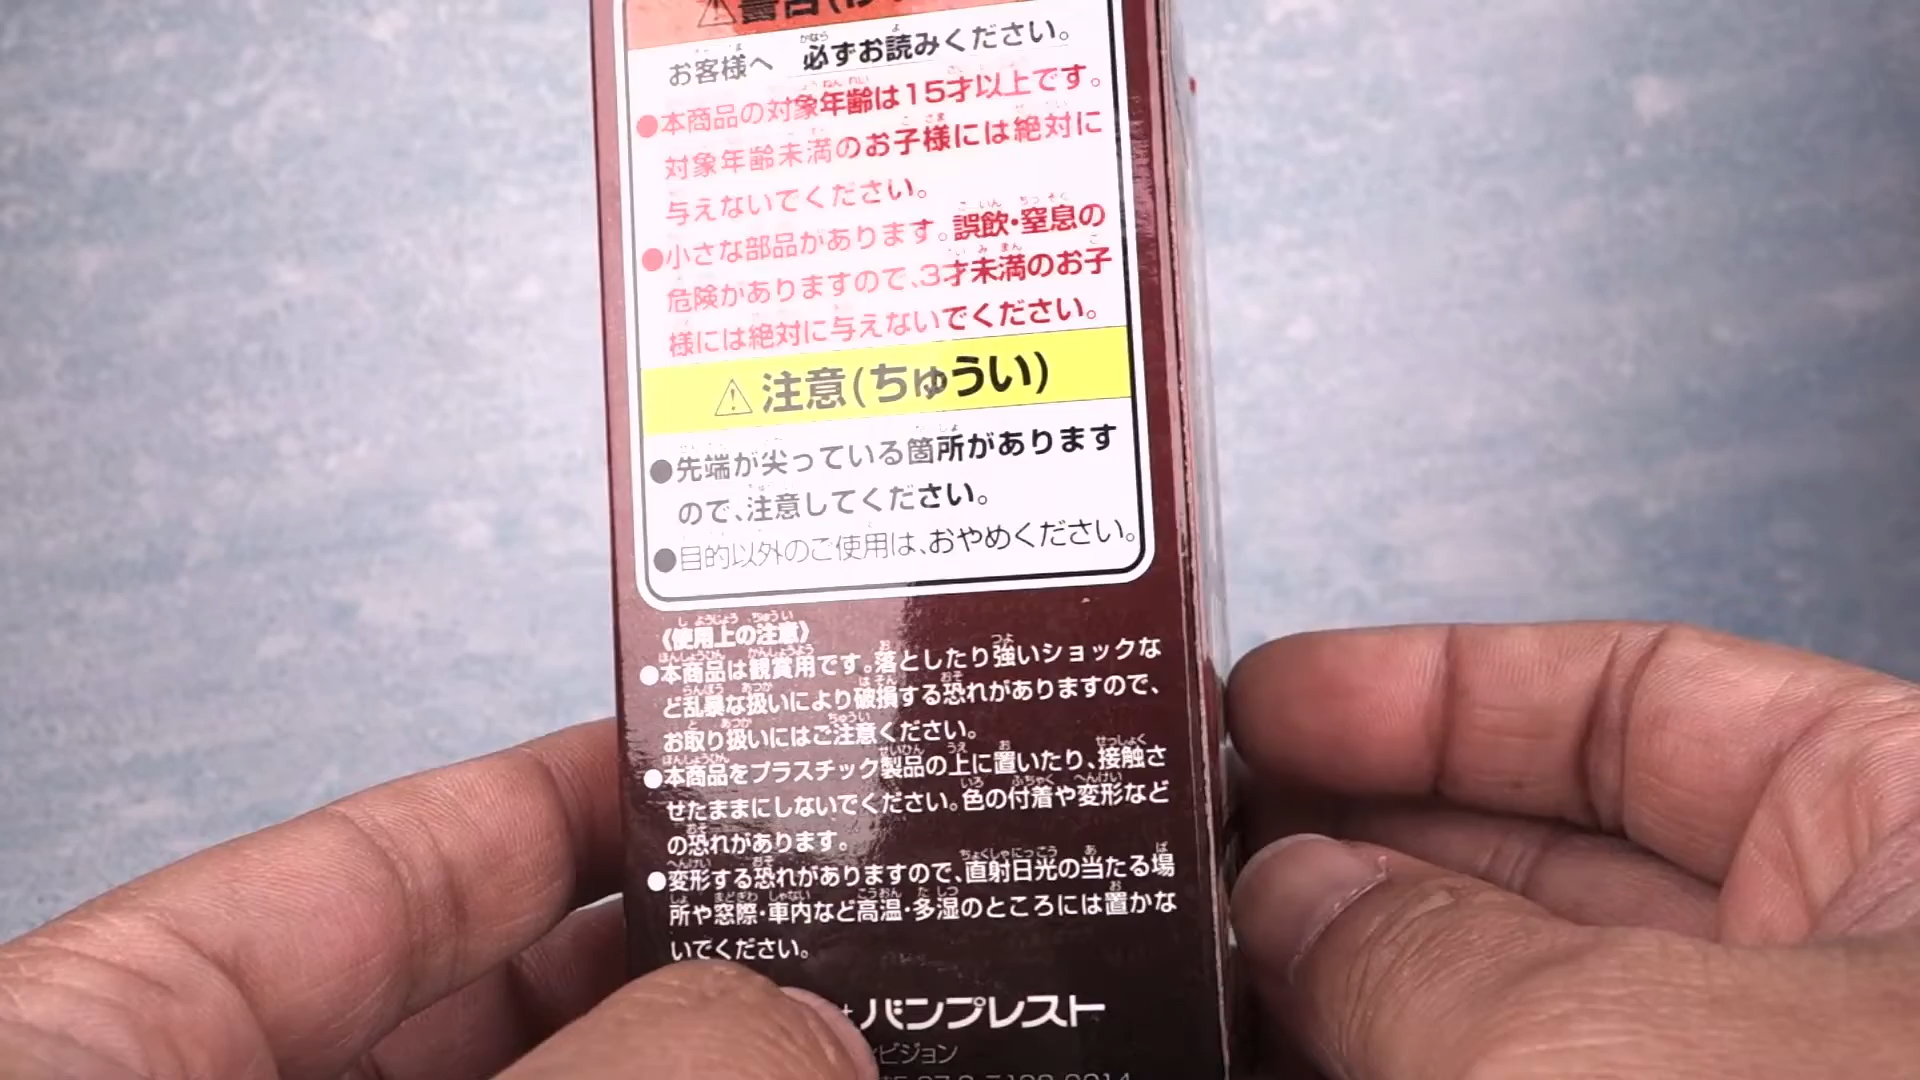 警告(け
お客様へ 必ずお読みください。
●本商品の対象年齢は15才以上です。
対象年齢未満のお子様には絶対に
与えないでください。
●小さな部品があります。誤飲・窒息の
危険がありますので、3才未満のお子
様には絶対に与えないでください。
⚠注意(ちゅうい)
●先端が尖っている箇所があります
ので、注意してください。
●目的以外のご使用は、おやめください。
《使用上の注意》
●本商品は観賞用です。落としたり強いショックな
ど乱暴な扱いにより破損する恐れがありますので、
お取り扱いにはご注意ください。
●本商品をプラスチック製品の上に置いたり、接触さ
せたままにしないでください。色の付着や変形など
の恐れがあります。
●変形する恐れがありますので、直射日光の当たる場
所や窓際・車内など高温・多湿のところには置かな
いでください。
バンプレスト
ビジョン